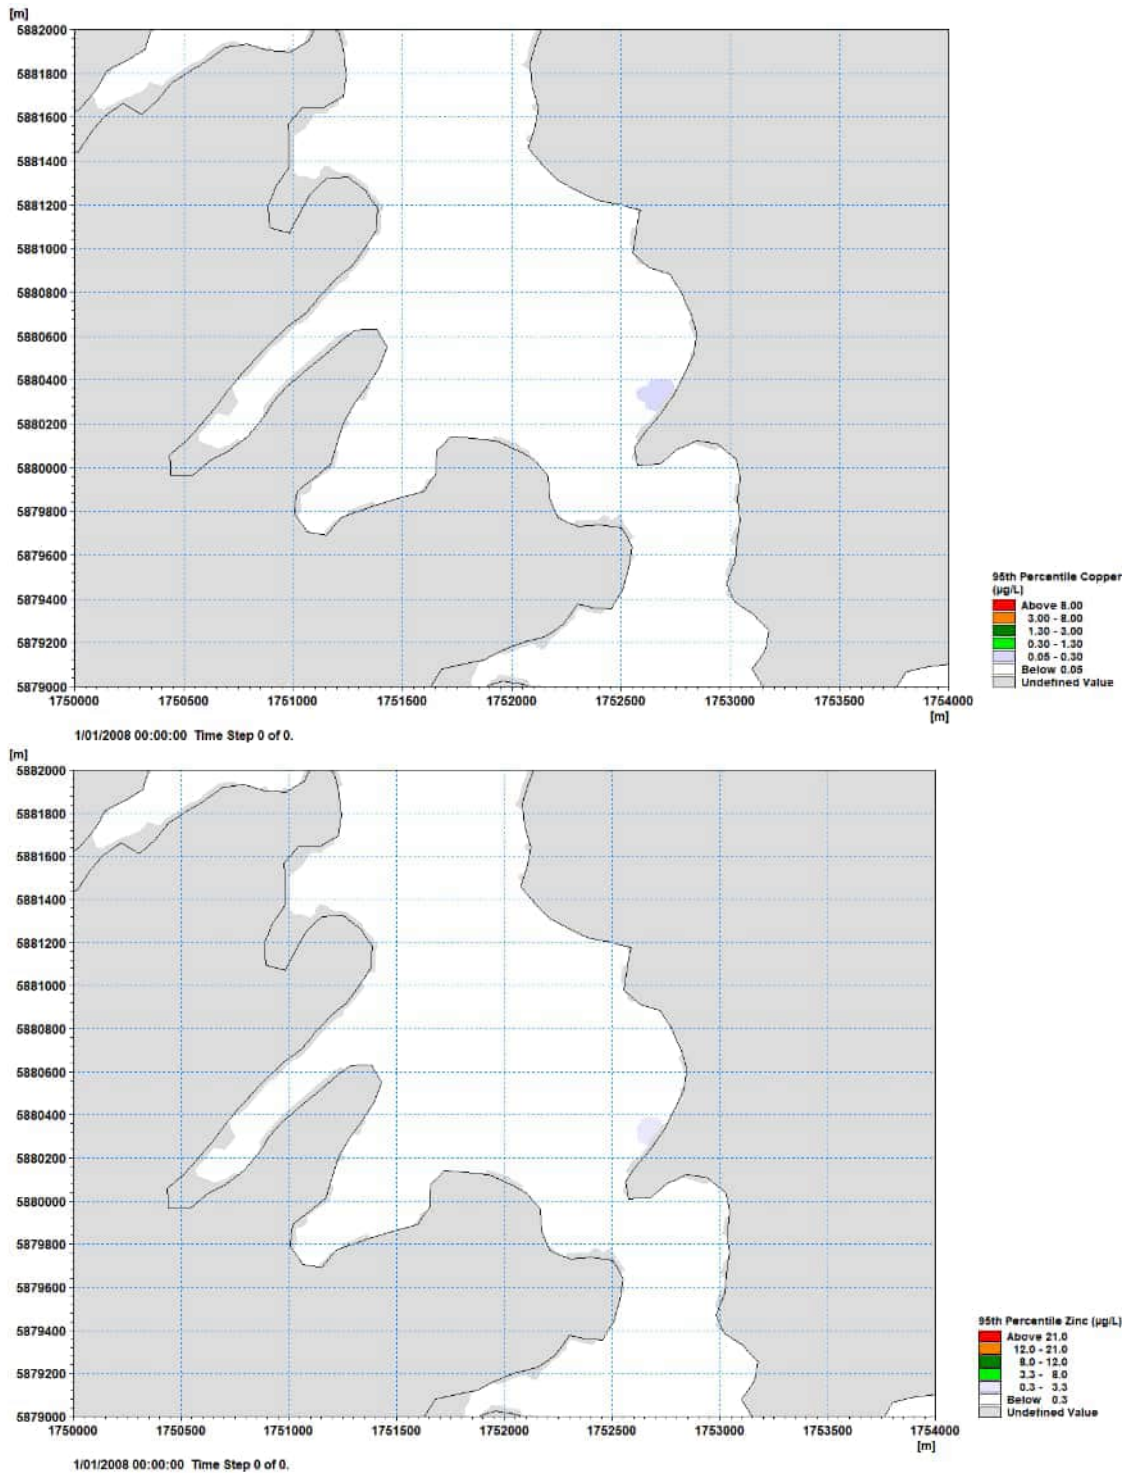 [m]
5882000
5881800
5881600
5881400
5881200
5881000
5880800
5880600
5880400
5880200
5880000
5879800
5879600
5879400
5879200
5879000
1750000 1750500 1751000 1751500 1752000 1752500 1753000 1753500 1754000
[m]
95th Percentile Copper
(µg/L)
Above 8.00
3.00 - 8.00
1.30 - 3.00
0.30 - 1.30
0.05 - 0.30
Below 0.05
Undefined Value
1/01/2008 00:00:00 Time Step 0 of 0.
[m]
5882000
5881800
5881600
5881400
5881200
5881000
5880800
5880600
5880400
5880200
5880000
5879800
5879600
5879400
5879200
5879000
1750000 1750500 1751000 1751500 1752000 1752500 1753000 1753500 1754000
[m]
95th Percentile Zinc (µg/L)
Above 21.0
12.0 - 21.0
8.0 - 12.0
3.3 - 8.0
0.3 - 3.3
Below 0.3
Undefined Value
1/01/2008 00:00:00 Time Step 0 of 0.